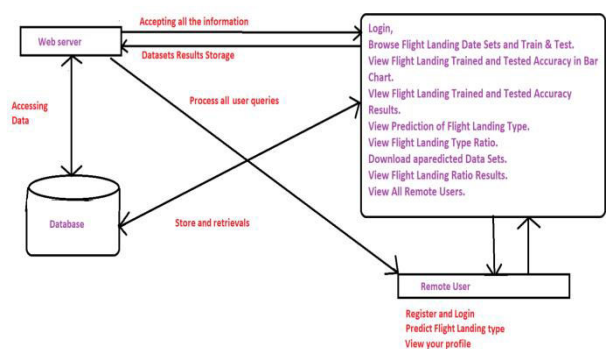 Accepting all the information
Web server
Datasets Results Storage
Login,
Browse Flight Landing Date Sets and Train & Test.
View Flight Landing Trained and Tested Accuracy in Bar
Chart.
View Flight Landing Trained and Tested Accuracy
Results.
View Prediction of Flight Landing Type.
View Flight Landing Type Ratio.
Download aparedicted Data Sets.
View Flight Landing Ratio Results.
View All Remote Users.
Accessing
Data
Process all user queries
Database
Store and retrievals
Remote User
Register and Login
Predict Flight Landing type
View your profile